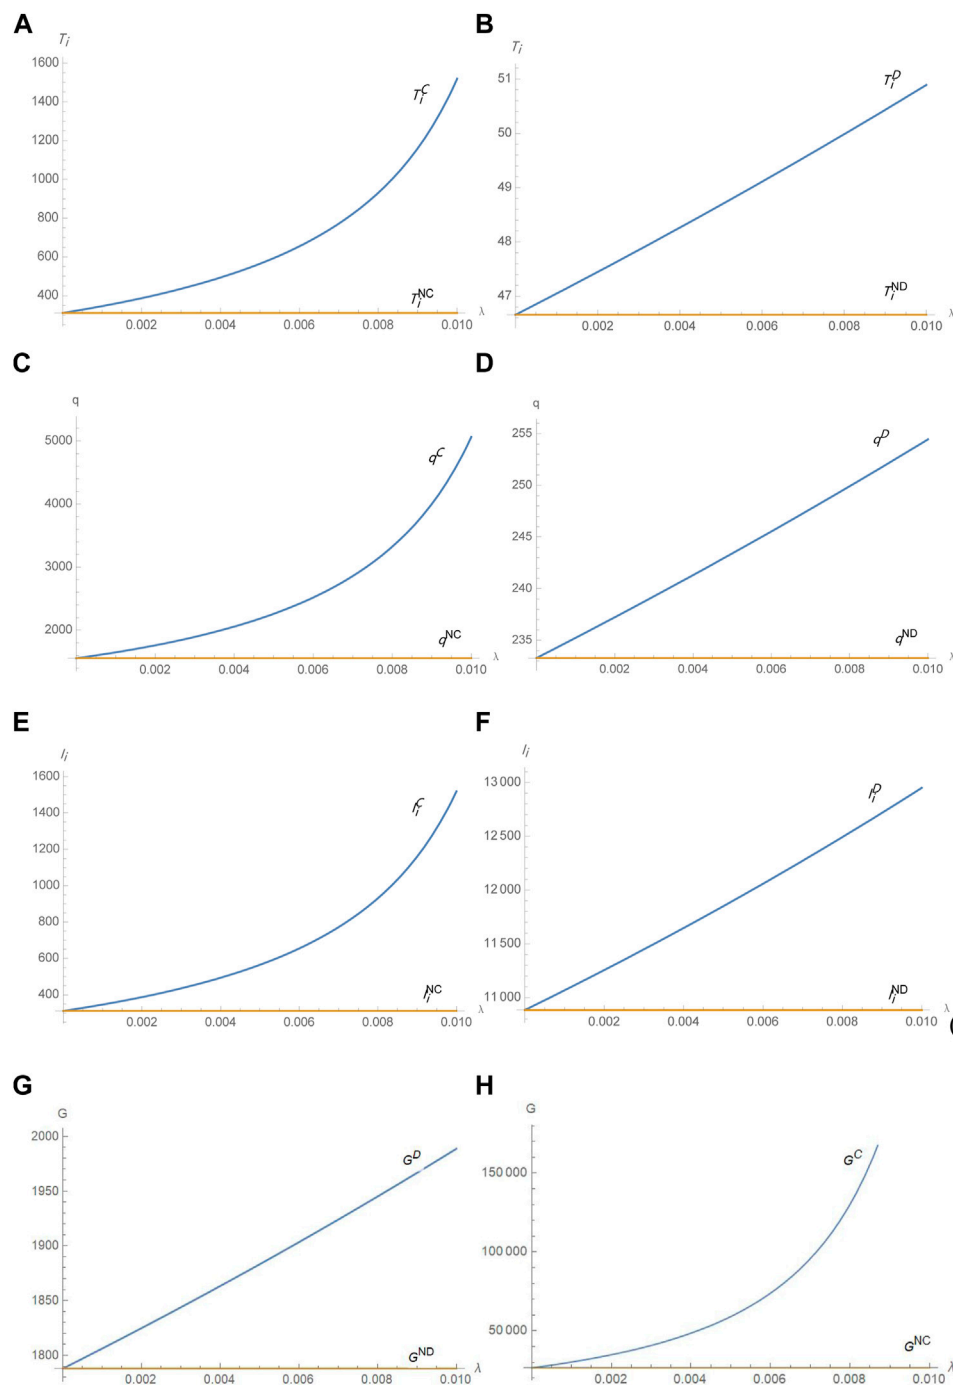 A
T_i
1600
1400
1200
1000
800
600
400
T_i^C
T_i^NC
0.002 0.004 0.006 0.008 0.010 λ
B
T_i
51
50
49
48
47
T_i^D
T_i^ND
0.002 0.004 0.006 0.008 0.010 λ
C
q
5000
4000
3000
2000
q^C
q^NC
0.002 0.004 0.006 0.008 0.010 λ
D
q
255
250
245
240
235
q^D
q^ND
0.002 0.004 0.006 0.008 0.010 λ
E
I_i
1600
1400
1200
1000
800
600
400
I_i^C
I_i^NC
0.002 0.004 0.006 0.008 0.010 λ
F
I_i
13000
12500
12000
11500
11000
I_i^D
I_i^ND
0.002 0.004 0.006 0.008 0.010 λ
(
G
G
2000
1950
1900
1850
1800
G^D
G^ND
0.002 0.004 0.006 0.008 0.010 λ
H
G
150000
100000
50000
G^C
G^NC
0.002 0.004 0.006 0.008 0.010 λ